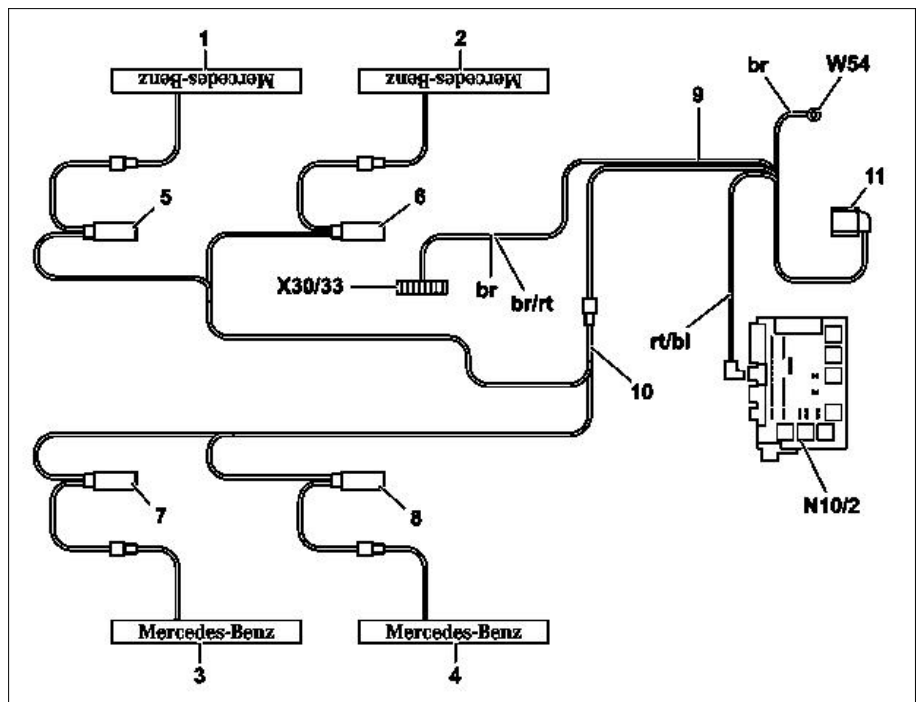 1
2
br
W54
Mercedes-Benz
Mercedes-Benz
9
11
5
6
X30/33
br
br/rt
rt/bl
10
7
8
N10/2
Mercedes-Benz
Mercedes-Benz
3
4